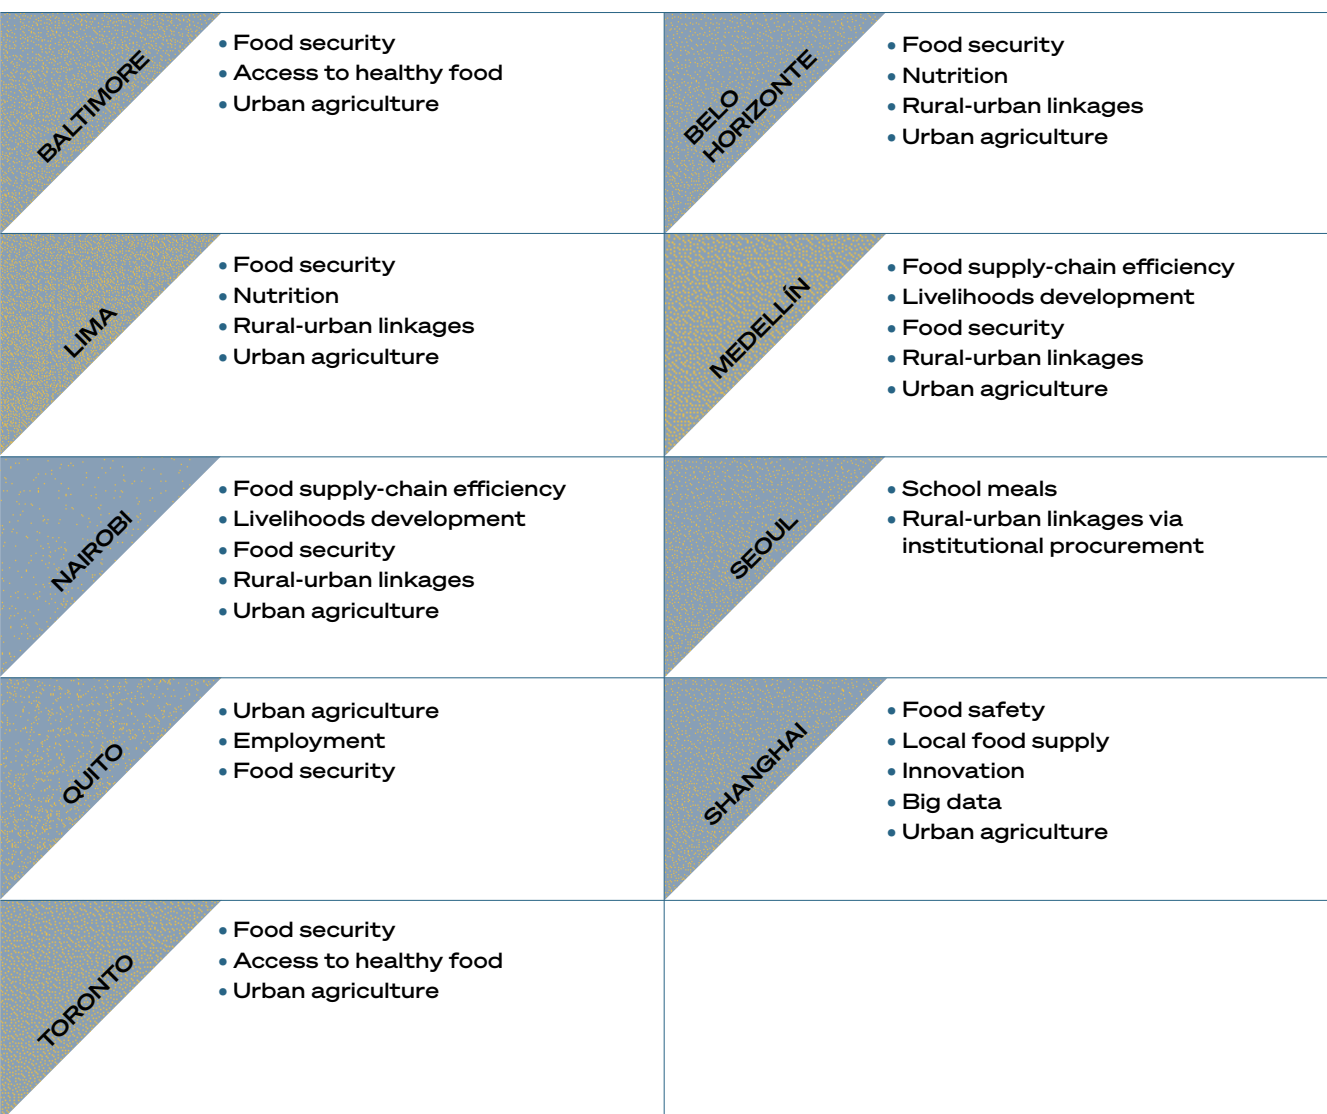 BALTIMORE
• Food security
• Access to healthy food
• Urban agriculture
BELO
HORIZONTE
• Food security
• Nutrition
• Rural-urban linkages
• Urban agriculture
LIMA
• Food security
• Nutrition
• Rural-urban linkages
• Urban agriculture
MEDELLÍN
• Food supply-chain efficiency
• Livelihoods development
• Food security
• Rural-urban linkages
• Urban agriculture
NAIROBI
• Food supply-chain efficiency
• Livelihoods development
• Food security
• Rural-urban linkages
• Urban agriculture
SEOUL
• School meals
• Rural-urban linkages via
institutional procurement
QUITO
• Urban agriculture
• Employment
• Food security
SHANGHAI
• Food safety
• Local food supply
• Innovation
• Big data
• Urban agriculture
TORONTO
• Food security
• Access to healthy food
• Urban agriculture